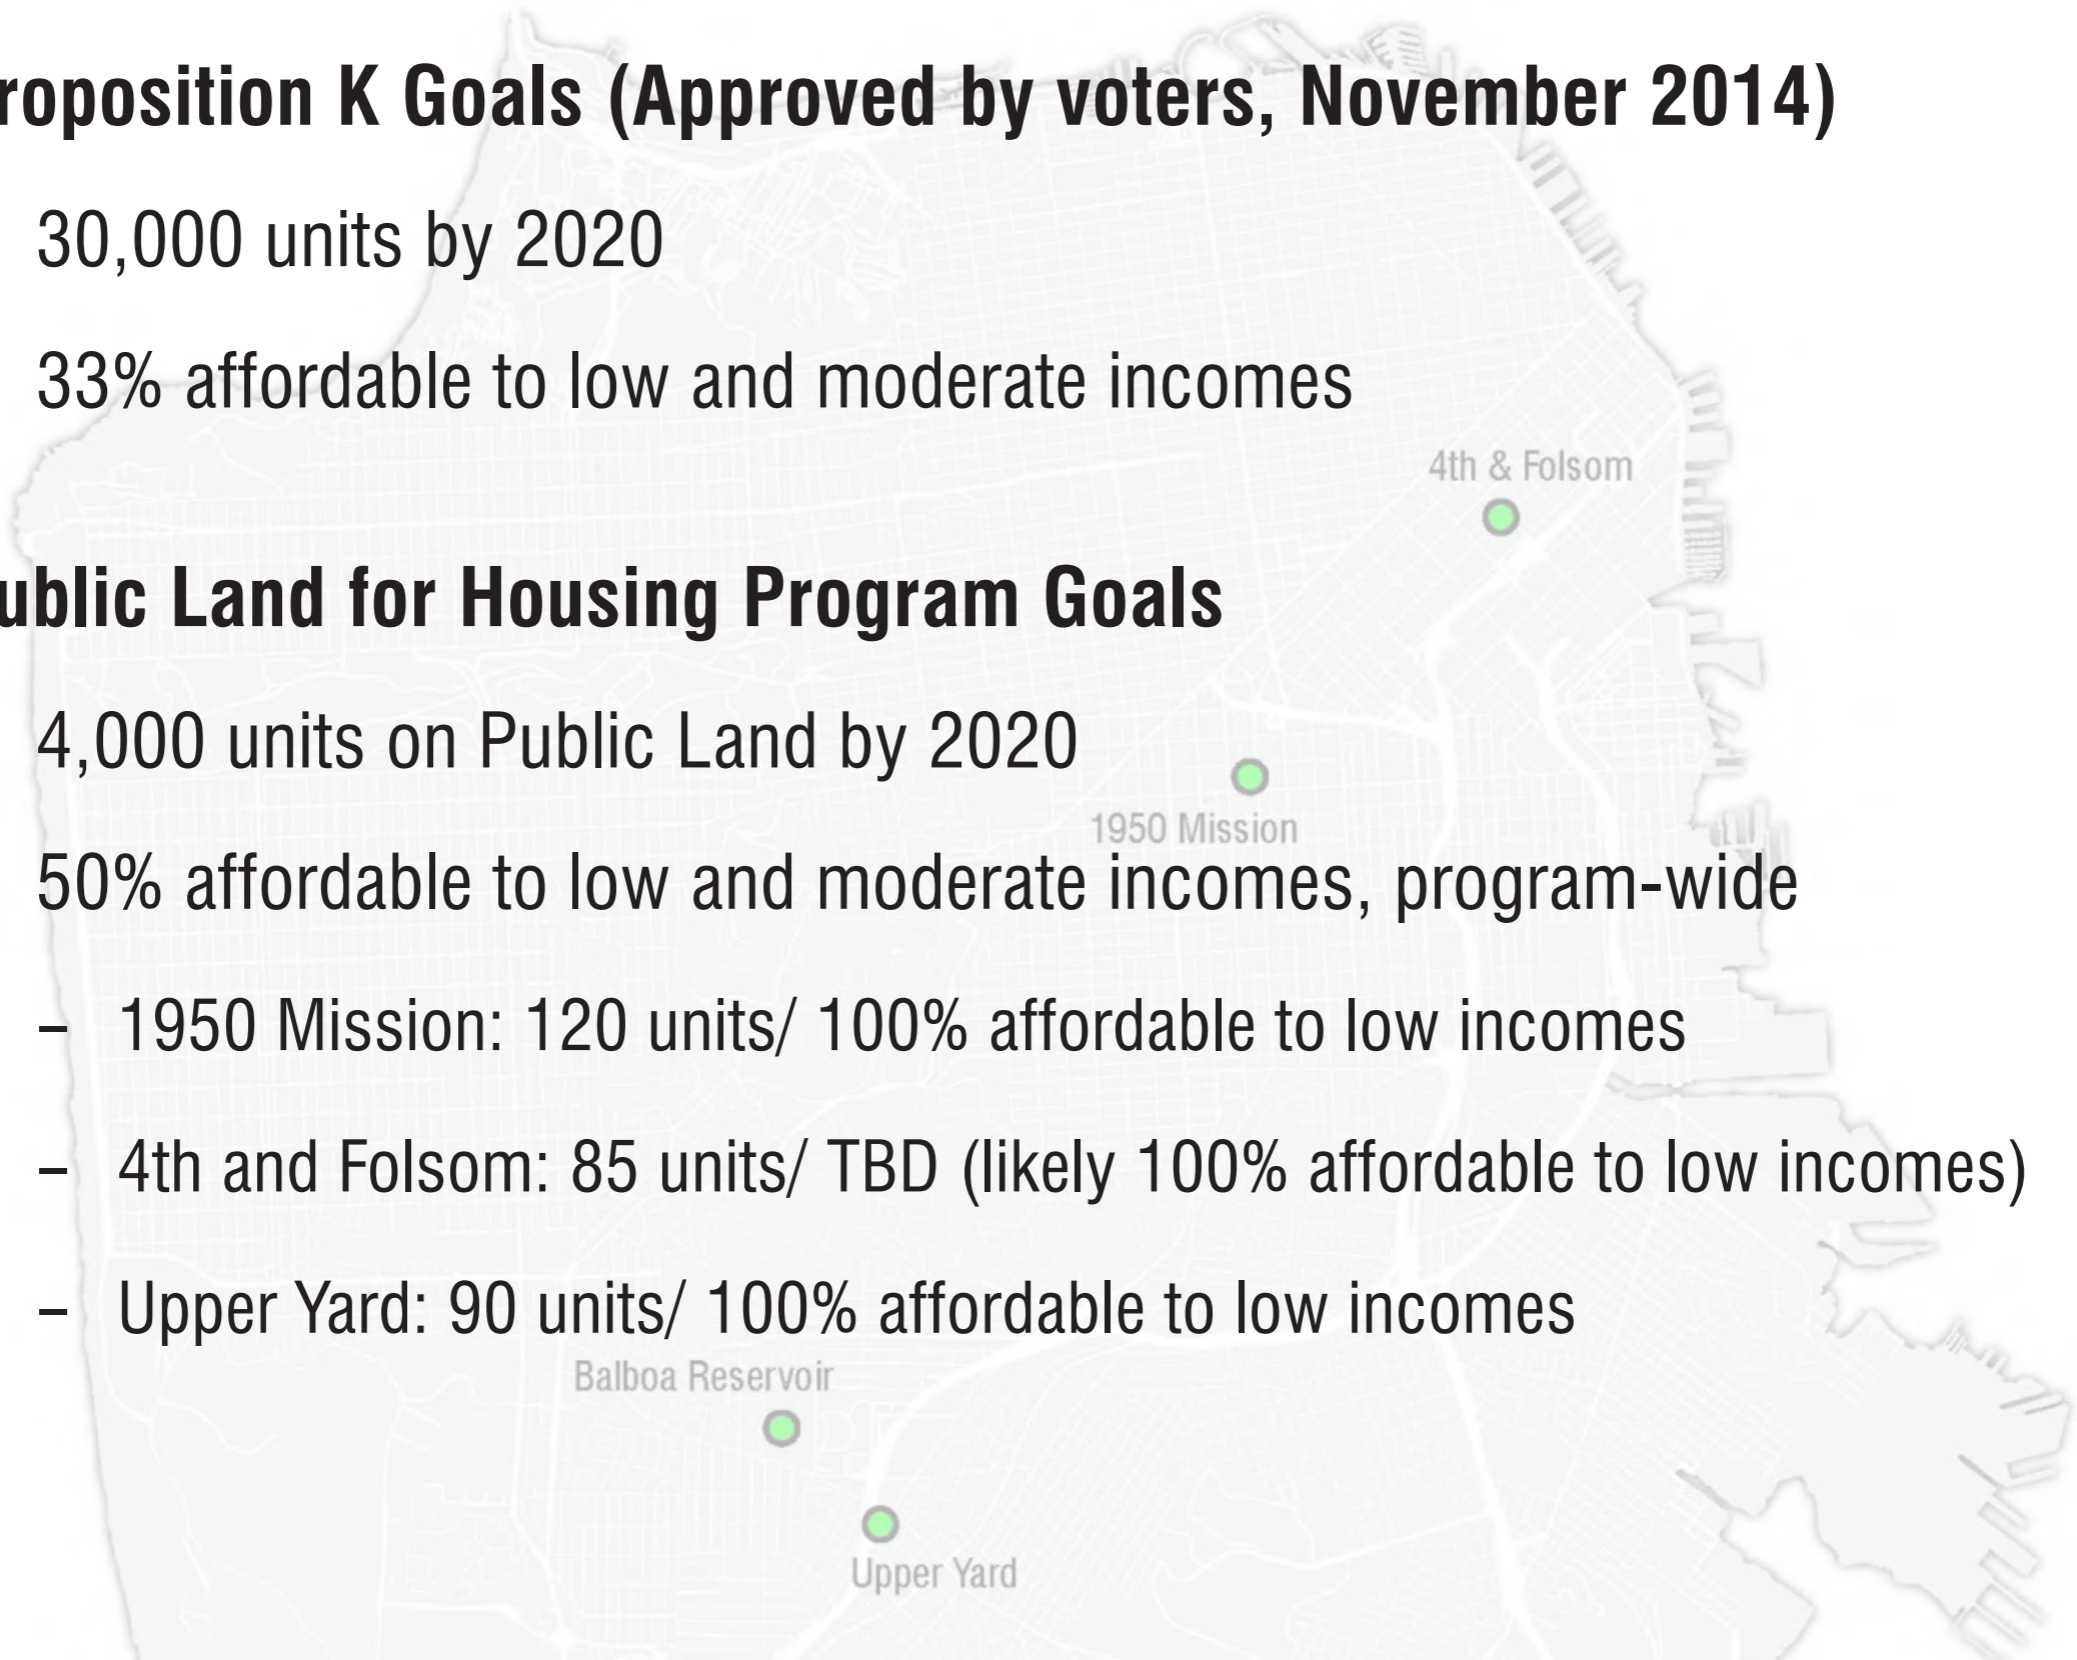 roposition K Goals (Approved by voters, November 2014)
30,000 units by 2020
33% affordable to low and moderate incomes
4th & Folsom
ublic Land for Housing Program Goals
4,000 units on Public Land by 2020
1950 Mission
50% affordable to low and moderate incomes, program-wide
– 1950 Mission: 120 units/ 100% affordable to low incomes
– 4th and Folsom: 85 units/ TBD (likely 100% affordable to low incomes)
– Upper Yard: 90 units/ 100% affordable to low incomes
Balboa Reservoir
Upper Yard